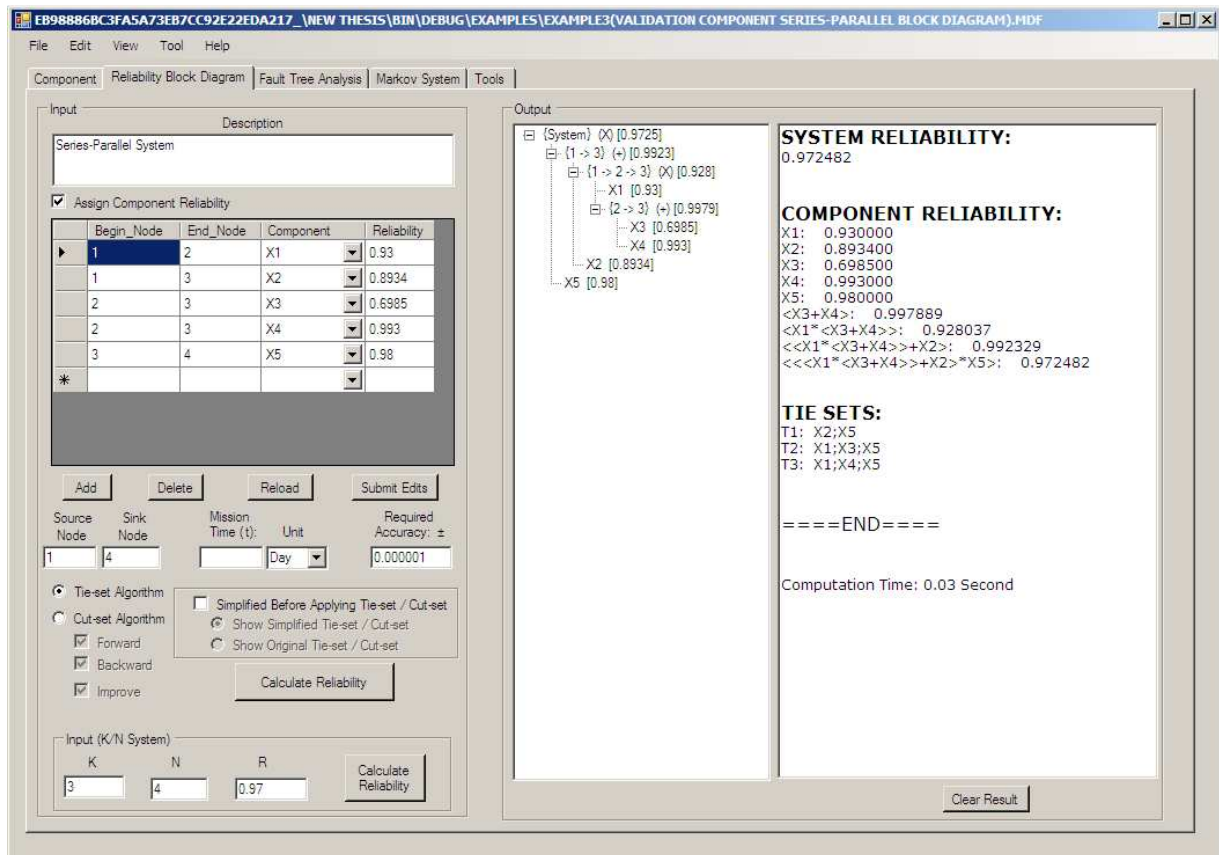 EB98886BC3FA5A73EB7CC92E22EDA217_\NEW THESIS\BIN\DEBUG\EXAMPLES\EXAMPLE3(VALIDATION COMPONENT SERIES-PARALLEL BLOCK DIAGRAM).MDF
File Edit View Tool Help
Component Reliability Block Diagram Fault Tree Analysis Markov System Tools
Input
Description
Series-Parallel System
Assign Component Reliability
Begin_Node End_Node Component Reliability
1 2 X1 0.93
1 3 X2 0.8934
2 3 X3 0.6985
2 3 X4 0.993
3 4 X5 0.98
Add Delete Reload Submit Edits
Source Node Sink Node Mission Time (t): Unit Required Accuracy: ±
1 4 Day 0.000001
Tie-set Algorithm
Cut-set Algorithm
Forward
Backward
Improve
Simplified Before Applying Tie-set / Cut-set
Show Simplified Tie-set / Cut-set
Show Original Tie-set / Cut-set
Calculate Reliability
Input (K/N System)
K N R
3 4 0.97
Calculate Reliability
Output
{System} (X) [0.9725]
{1 -> 3} (+) [0.9923]
{1 -> 2 -> 3} (X) [0.928]
X1 [0.93]
{2 -> 3} (+) [0.9979]
X3 [0.6985]
X4 [0.993]
X2 [0.8934]
X5 [0.98]
SYSTEM RELIABILITY:
0.972482
COMPONENT RELIABILITY:
X1: 0.930000
X2: 0.893400
X3: 0.698500
X4: 0.993000
X5: 0.980000
<X3+X4>: 0.997889
<X1*<X3+X4>>: 0.928037
<<X1*<X3+X4>>+X2>: 0.992329
<<<X1*<X3+X4>>+X2>*X5>: 0.972482
TIE SETS:
T1: X2;X5
T2: X1;X3;X5
T3: X1;X4;X5
====END====
Computation Time: 0.03 Second
Clear Result